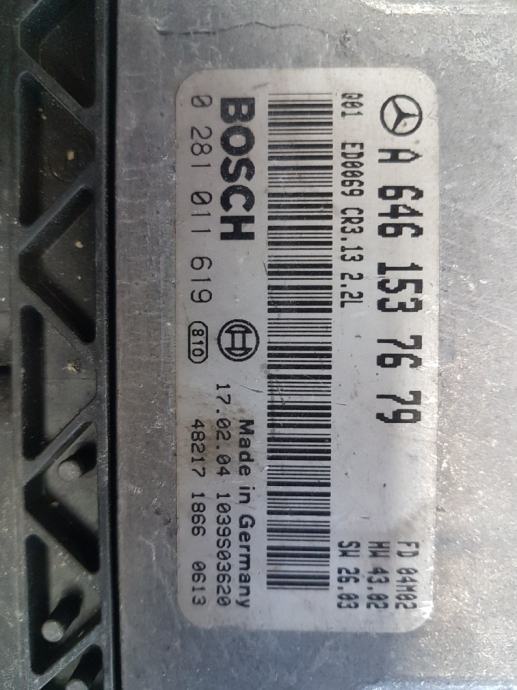 A 646 153 76 79
Q01 ED0069 CR3.13 2.2L
FD 04M02
HW 43.02
SW 26.03
BOSCH
Made in Germany
0 281 011 619
810
17.02.04 1039S03620
48217 1866 0613